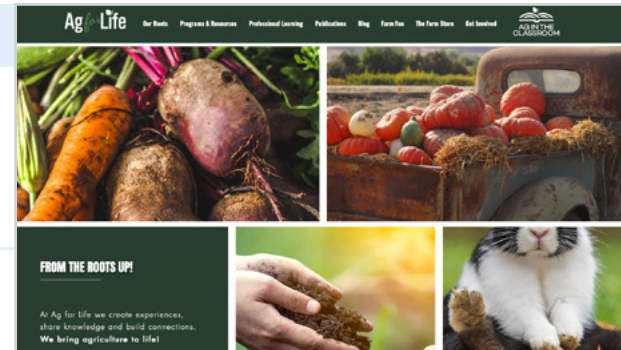 Ag for Life
Our Roots Programs & Resources Professional Learning Publications Blog Farm Fun The Farm Store Get Involved
AG IN THE
CLASSROOM
FROM THE ROOTS UP!
At Ag for Life we create experiences,
share knowledge and build connections.
We bring agriculture to life!